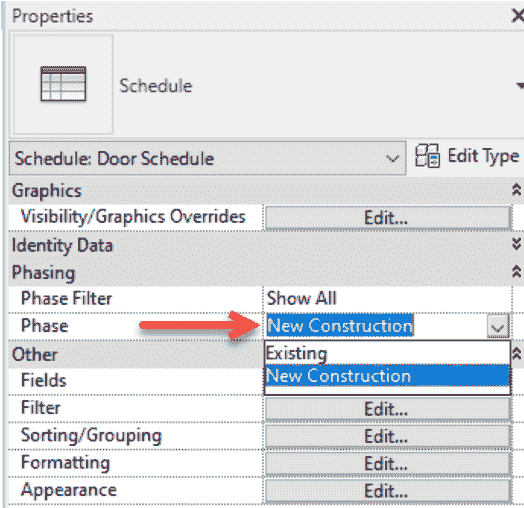 Properties
Schedule
Schedule: Door Schedule Edit Type
Graphics
Visibility/Graphics Overrides Edit...
Identity Data
Phasing
Phase Filter Show All
Phase New Construction
Existing
Other
New Construction
Fields
Filter Edit...
Sorting/Grouping Edit...
Formatting Edit...
Appearance Edit...